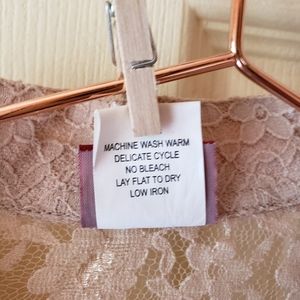 MACHINE WASH WARM
DELICATE CYCLE
NO BLEACH
LAY FLAT TO DRY
LOW IRON